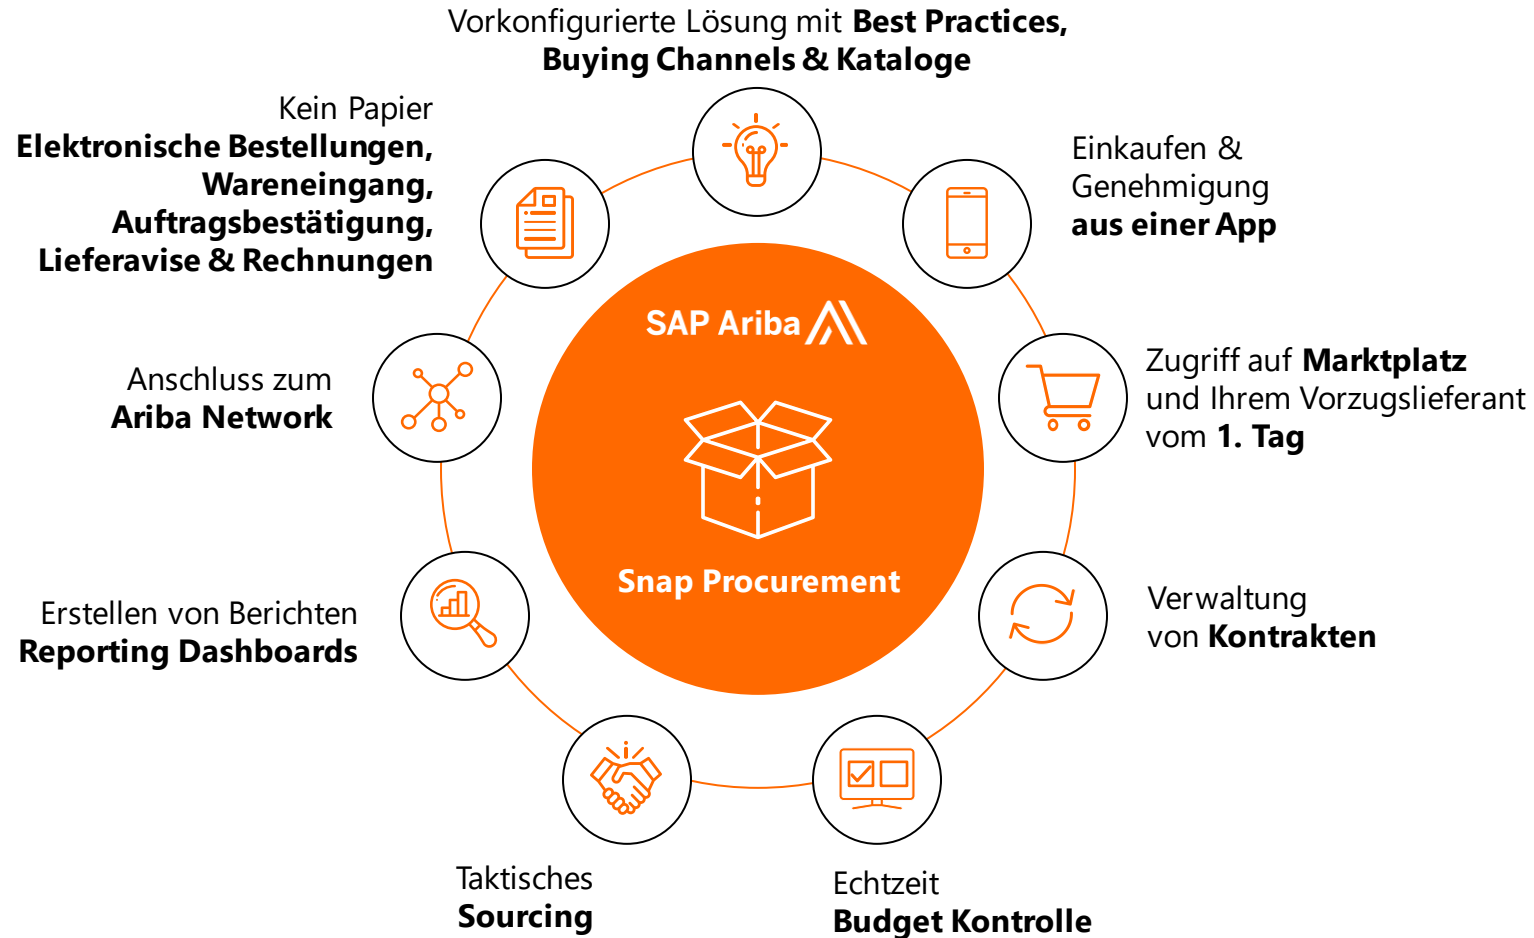 Vorkonfigurierte Lösung mit Best Practices,
Buying Channels & Kataloge
Kein Papier
Elektronische Bestellungen,
Wareneingang,
Auftragsbestätigung,
Lieferavise & Rechnungen
Einkaufen &
Genehmigung
aus einer App
SAP Ariba
Anschluss zum
Ariba Network
Zugriff auf Marktplatz
und Ihrem Vorzugslieferant
vom 1. Tag
Snap Procurement
Erstellen von Berichten
Reporting Dashboards
Verwaltung
von Kontrakten
Taktisches
Sourcing
Echtzeit
Budget Kontrolle